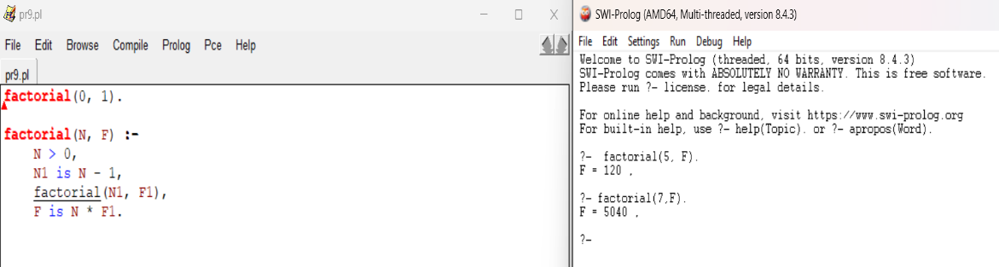 pr9.pl
File Edit Browse Compile Prolog Pce Help
pr9.pl
factorial(0, 1).
factorial(N, F) :-
N > 0,
N1 is N - 1,
factorial(N1, F1),
F is N * F1.
SWI-Prolog (AMD64, Multi-threaded, version 8.4.3)
File Edit Settings Run Debug Help
Welcome to SWI-Prolog (threaded, 64 bits, version 8.4.3)
SWI-Prolog comes with ABSOLUTELY NO WARRANTY. This is free software.
Please run ?- license. for legal details.
For online help and background, visit https://www.swi-prolog.org
For built-in help, use ?- help(Topic). or ?- apropos(Word).
?- factorial(5, F).
F = 120 ,
?- factorial(7,F).
F = 5040 .
?-